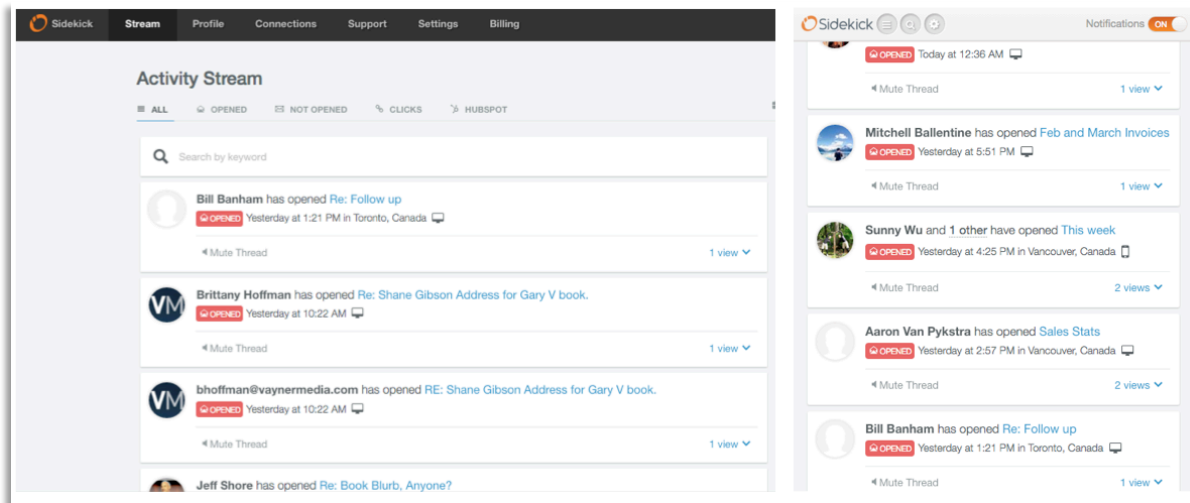 Sidekick Stream Profile Connections Support Settings Billing
Activity Stream
ALL OPENED NOT OPENED CLICKS HUBSPOT
Search by keyword
Bill Banham has opened Re: Follow up
OPENED Yesterday at 1:21 PM in Toronto, Canada
Mute Thread 1 view
VM
Brittany Hoffman has opened Re: Shane Gibson Address for Gary V book.
OPENED Yesterday at 10:22 AM
Mute Thread 1 view
VM
bhoffman@vaynermedia.com has opened RE: Shane Gibson Address for Gary V book.
OPENED Yesterday at 10:22 AM
Mute Thread 1 view
Jeff Shore has opened Re: Book Blurb, Anyone?
Sidekick Notifications ON
OPENED Today at 12:36 AM
Mute Thread 1 view
Mitchell Ballentine has opened Feb and March Invoices
OPENED Yesterday at 5:51 PM
Mute Thread 1 view
Sunny Wu and 1 other have opened This week
OPENED Yesterday at 4:25 PM in Vancouver, Canada
Mute Thread 2 views
Aaron Van Pykstra has opened Sales Stats
OPENED Yesterday at 2:57 PM in Vancouver, Canada
Mute Thread 2 views
Bill Banham has opened Re: Follow up
OPENED Yesterday at 1:21 PM in Toronto, Canada
Mute Thread 1 view